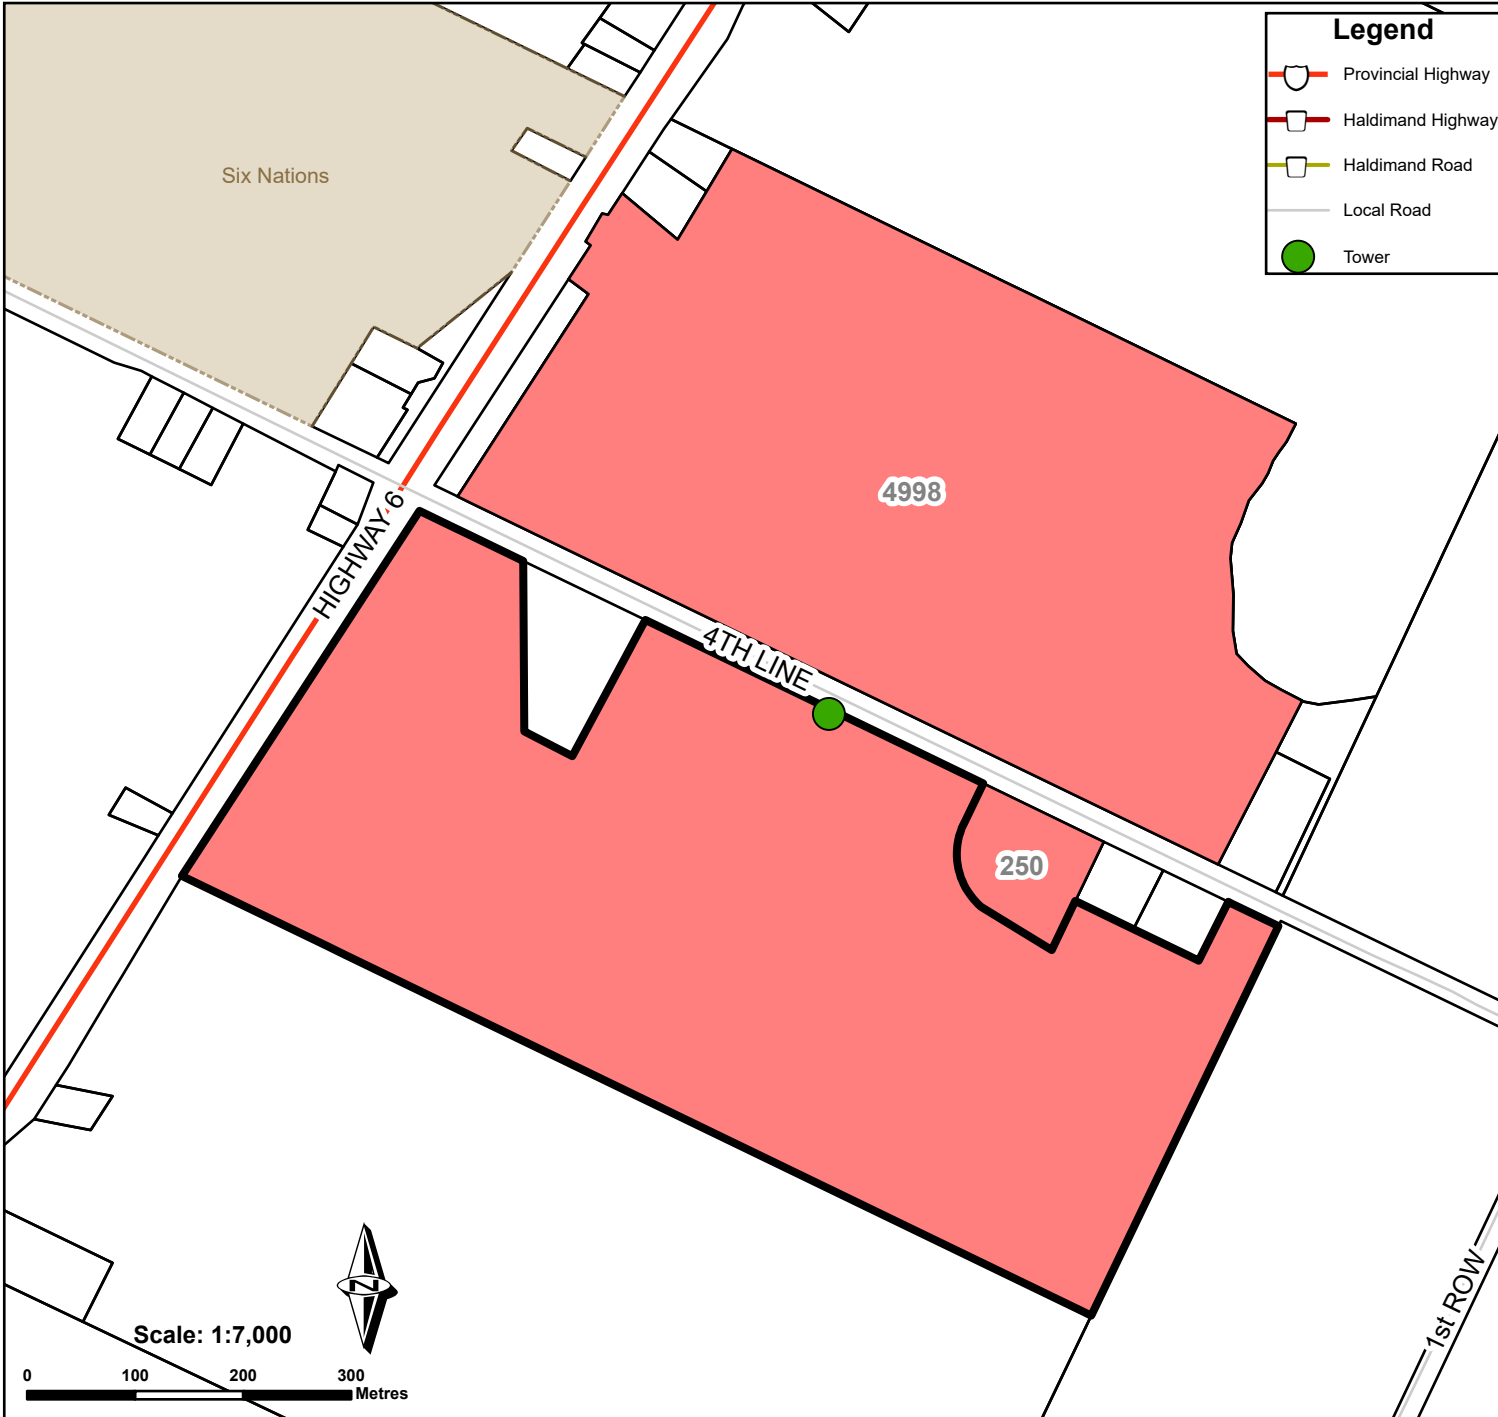 Legend
Provincial Highway
Haldimand Highway
Haldimand Road
Local Road
Tower
Six Nations
4998
HIGHWAY 6
4TH LINE
250
1st ROW
N
Scale: 1:7,000
0 100 200 300
Metres